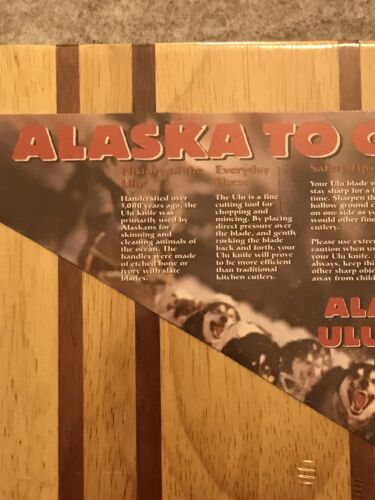 ALASKA TO
History of the
Ulu:
Handcrafted over
5,000 years ago, the
Ulu knife was
primarily used by
Alaskans for
skinning and
cleaning animals of
the ocean. The
handles were made
of etched bone or
ivory with slate
blades.
Everyday
Uses:
The Ulu is a fine
cutting tool for
chopping and
mincing. By placing
direct pressure over
the blade, and gently
rocking the blade
back and forth, your
Ulu knife will prove
to be more efficient
than traditional
kitchen cutlery.
Safety Tips
Your Ulu blade w
stay sharp for a l
time. Sharpen th
hollow ground e
on one side as yo
would other fine
cutlery.
Please use extre
caution when us
your Ulu knife.
always, keep thi
other sharp obje
away from child
ALA
ULU